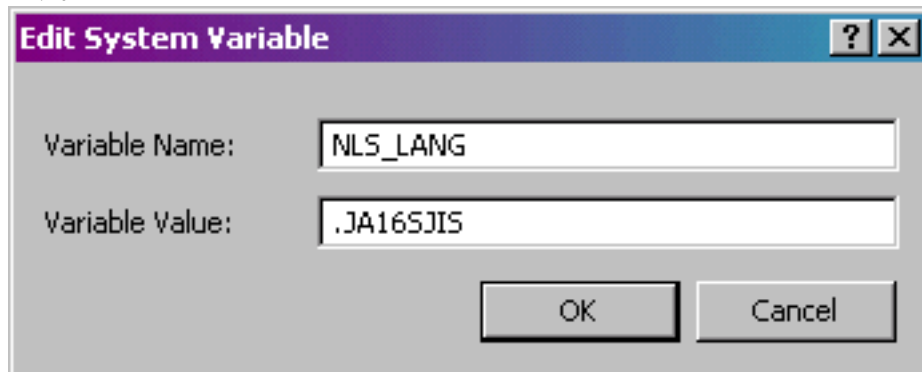 Edit System Variable
Variable Name: NLS_LANG
Variable Value: .JA16SJIS
OK Cancel